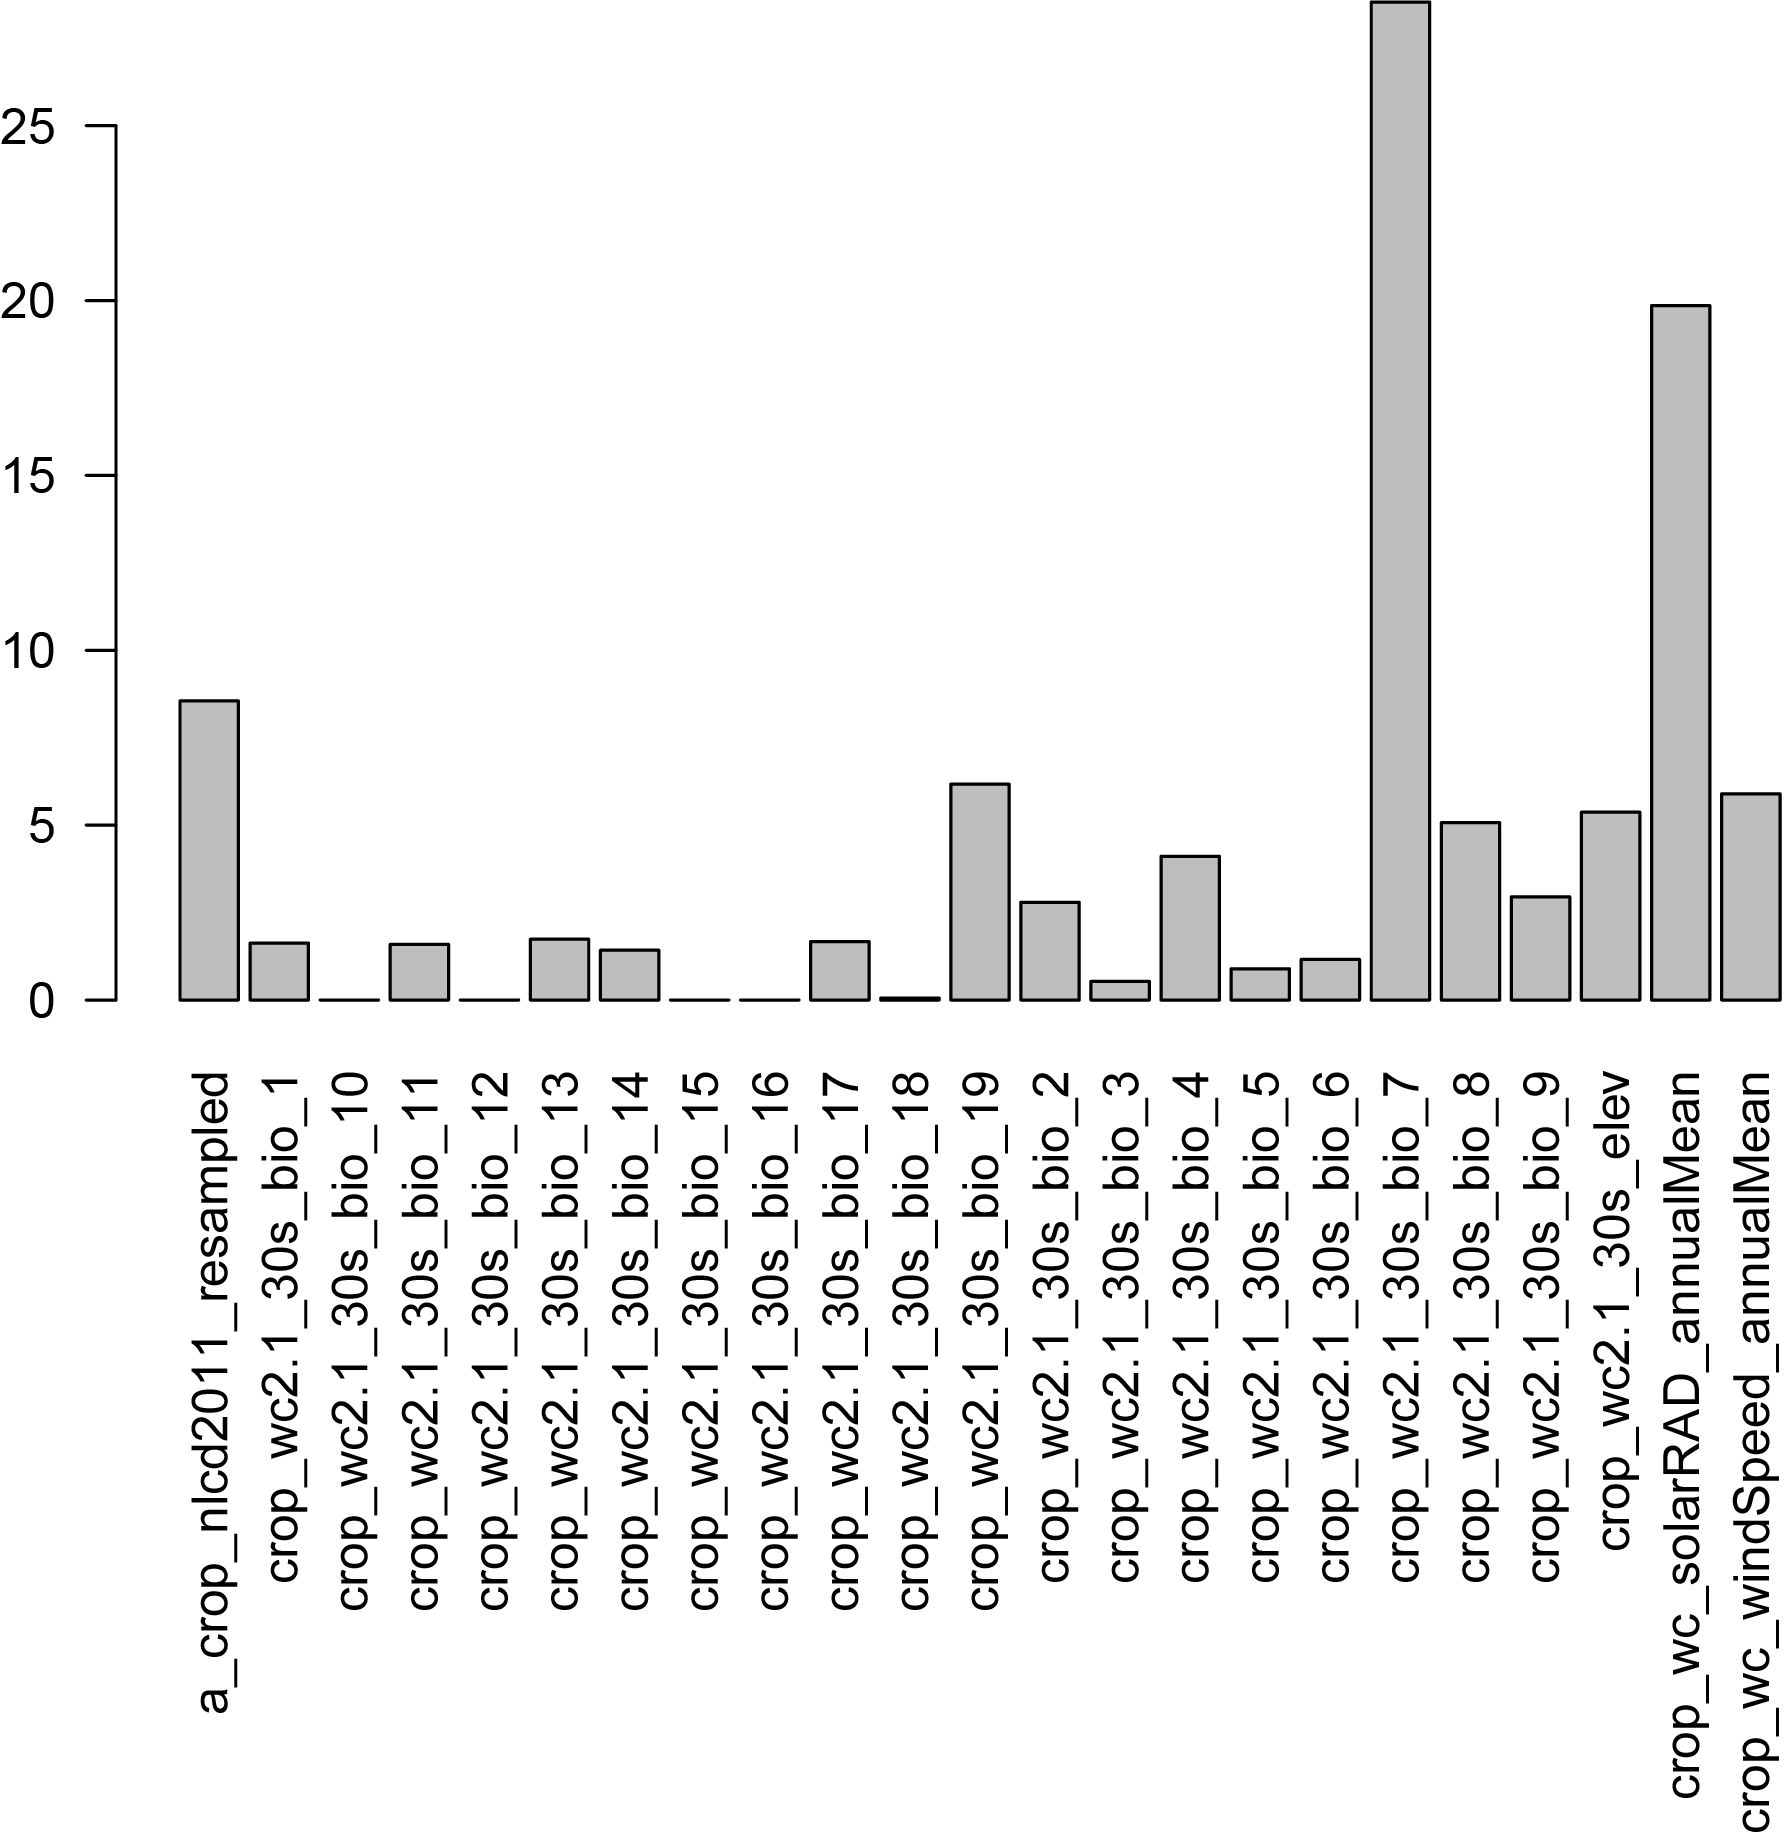 25
20
15
10
5
0
a_crop_nlcd2011_resampled
crop_wc2.1_30s_bio_1
crop_wc2.1_30s_bio_10
crop_wc2.1_30s_bio_11
crop_wc2.1_30s_bio_12
crop_wc2.1_30s_bio_13
crop_wc2.1_30s_bio_14
crop_wc2.1_30s_bio_15
crop_wc2.1_30s_bio_16
crop_wc2.1_30s_bio_17
crop_wc2.1_30s_bio_18
crop_wc2.1_30s_bio_19
crop_wc2.1_30s_bio_2
crop_wc2.1_30s_bio_3
crop_wc2.1_30s_bio_4
crop_wc2.1_30s_bio_5
crop_wc2.1_30s_bio_6
crop_wc2.1_30s_bio_7
crop_wc2.1_30s_bio_8
crop_wc2.1_30s_bio_9
crop_wc2.1_30s_elev
crop_wc_solarRAD_annualMean
crop_wc_windSpeed_annualMean